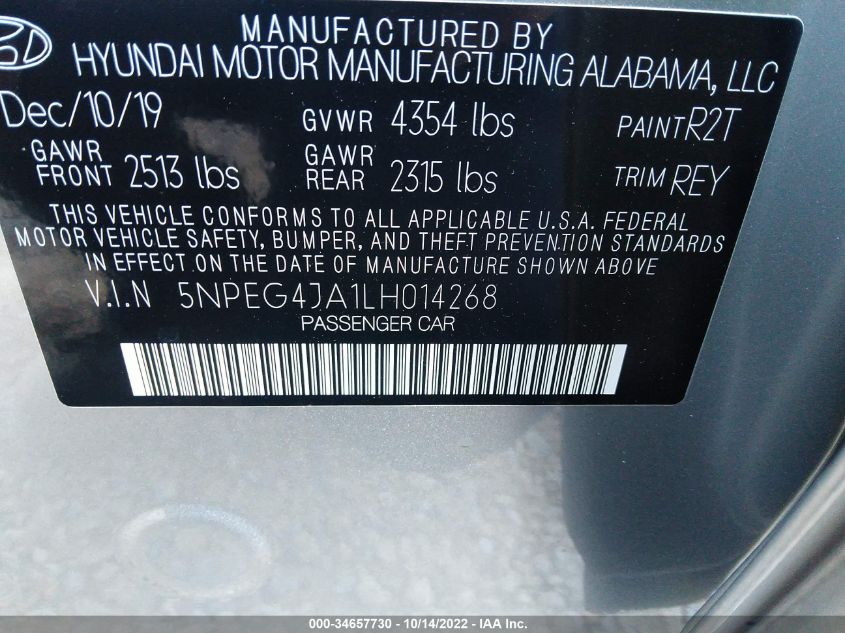 MANUFACTURED BY
HYUNDAI MOTOR MANUFACTURING ALABAMA, LLC
Dec/10/19 GVWR 4354 lbs PAINT R2T
GAWR FRONT 2513 lbs GAWR REAR 2315 lbs TRIM REY
THIS VEHICLE CONFORMS TO ALL APPLICABLE U.S.A. FEDERAL
MOTOR VEHICLE SAFETY, BUMPER, AND THEFT PREVENTION STANDARDS
IN EFFECT ON THE DATE OF MANUFACTURE SHOWN ABOVE
V.I.N 5NPEG4JA1LH014268
PASSENGER CAR
000-34657730 - 10/14/2022 - IAA Inc.